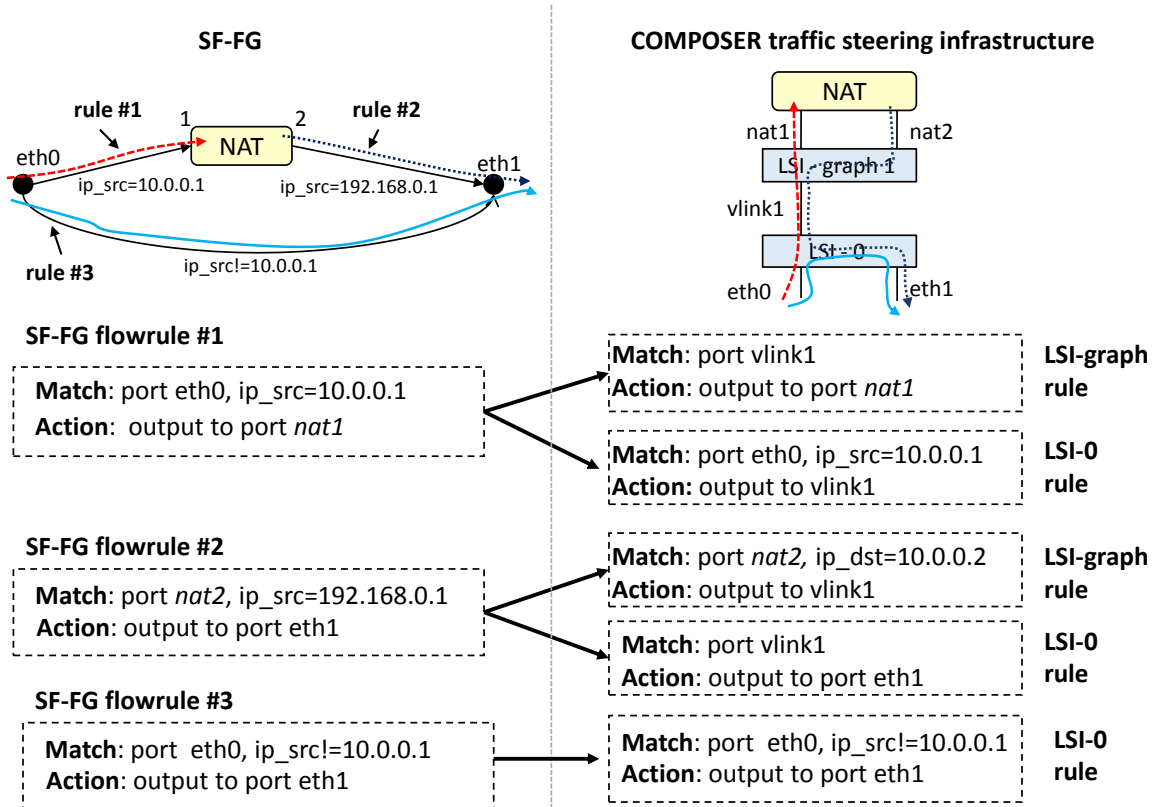 SF-FG
COMPOSER traffic steering infrastructure
rule #1
1
2
rule #2
NAT
eth0
eth1
ip_src=10.0.0.1
ip_src=192.168.0.1
rule #3
ip_src!=10.0.0.1
NAT
nat1
nat2
LSI - graph 1
vlink1
LSI - 0
eth0
eth1
SF-FG flowrule #1
Match: port eth0, ip_src=10.0.0.1
Action: output to port nat1
Match: port vlink1
Action: output to port nat1
LSI-graph
rule
Match: port eth0, ip_src=10.0.0.1
Action: output to vlink1
LSI-0
rule
SF-FG flowrule #2
Match: port nat2, ip_src=192.168.0.1
Action: output to port eth1
Match: port nat2, ip_dst=10.0.0.2
Action: output to vlink1
LSI-graph
rule
Match: port vlink1
Action: output to port eth1
LSI-0
rule
SF-FG flowrule #3
Match: port eth0, ip_src!=10.0.0.1
Action: output to port eth1
Match: port eth0, ip_src!=10.0.0.1
Action: output to port eth1
LSI-0
rule